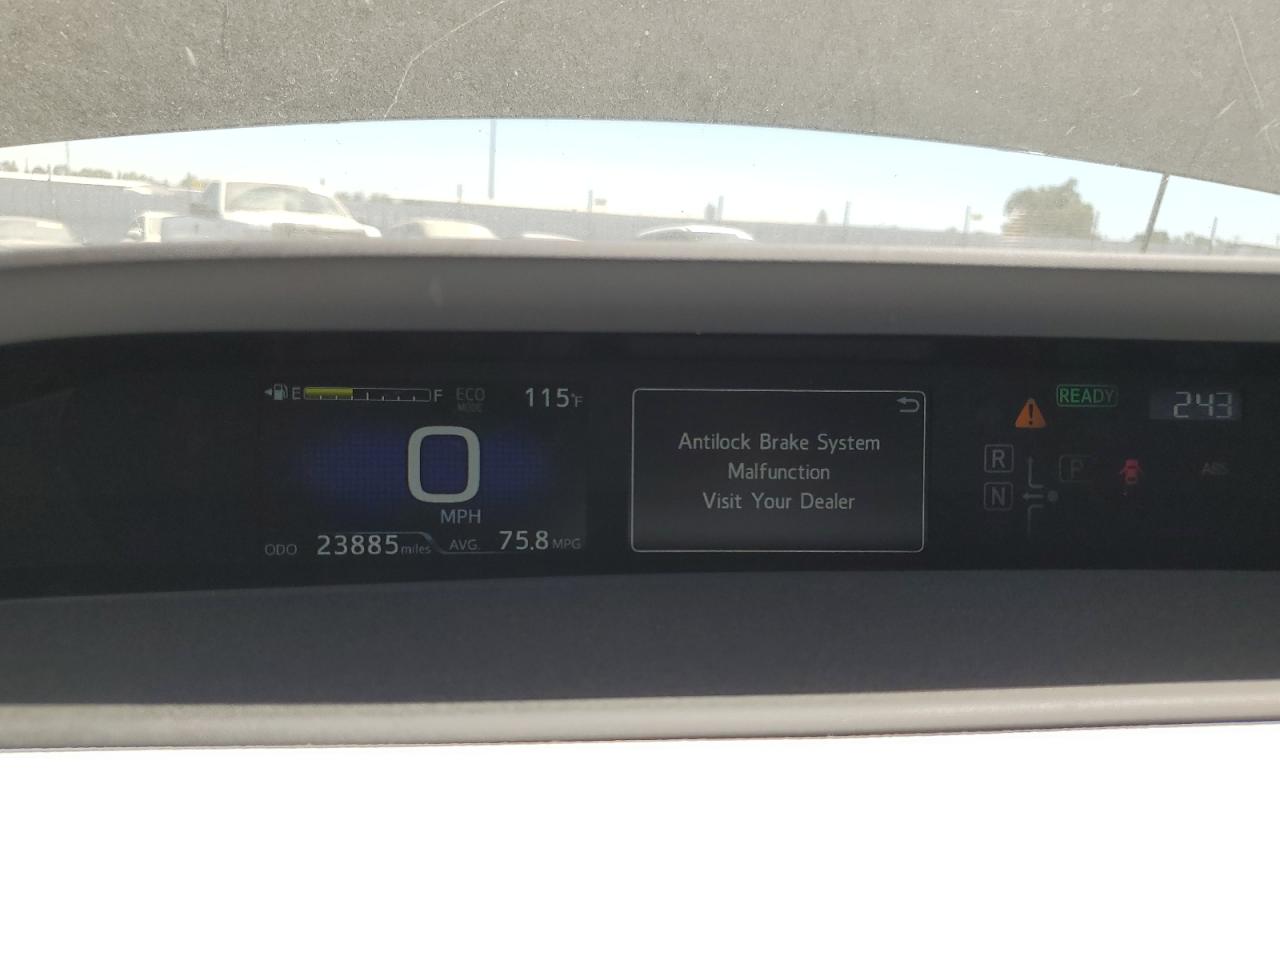 E F ECO MODE 115°F
0
MPH
ODO 23885 miles AVG. 75.8 MPG
Antilock Brake System
Malfunction
Visit Your Dealer
READY 243
R P ABS
N